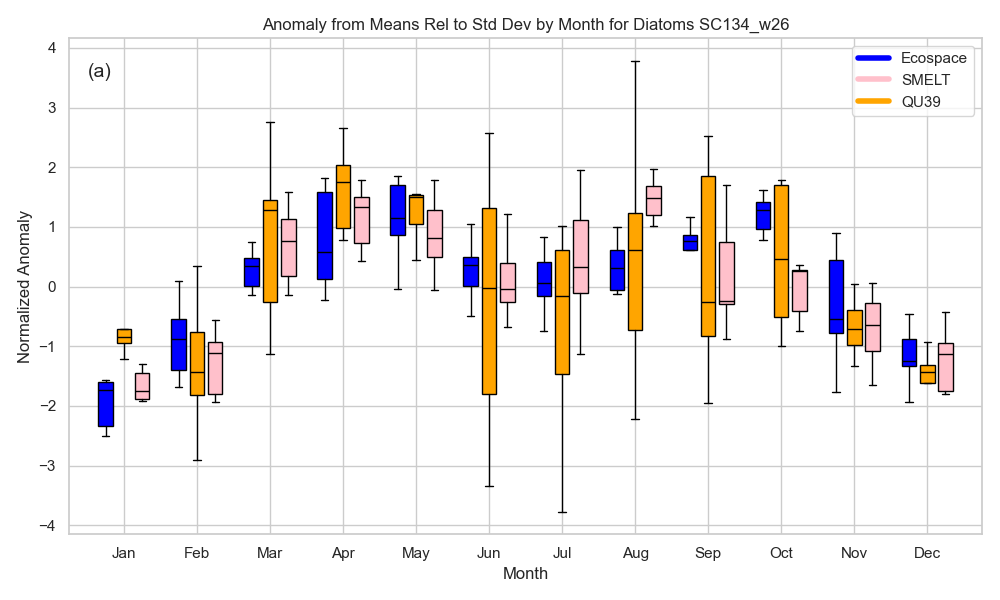 Anomaly from Means Rel to Std Dev by Month for Diatoms SC134_w26
(a)
Ecospace
SMELT
QU39
Normalized Anomaly
4
3
2
1
0
−1
−2
−3
−4
Jan Feb Mar Apr May Jun Jul Aug Sep Oct Nov Dec
Month